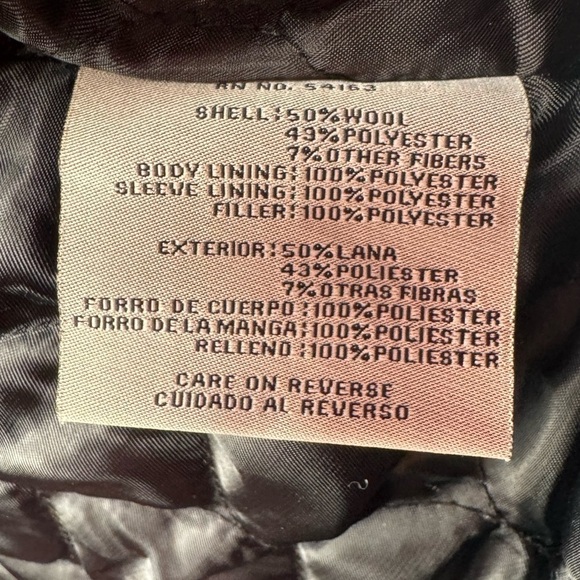 RN NO. 54163
SHELL:50%WOOL
43%POLYESTER
7%OTHER FIBERS
BODY LINING:100%POLYESTER
SLEEVE LINING:100%POLYESTER
FILLER:100%POLYESTER
EXTERIOR:50%LANA
43%POLIESTER
7%OTRAS FIBRAS
FORRO DE CUERPO:100%POLIESTER
FORRO DE LA MANGA:100%POLIESTER
RELLENO:100%POLIESTER
CARE ON REVERSE
CUIDADO AL REVERSO